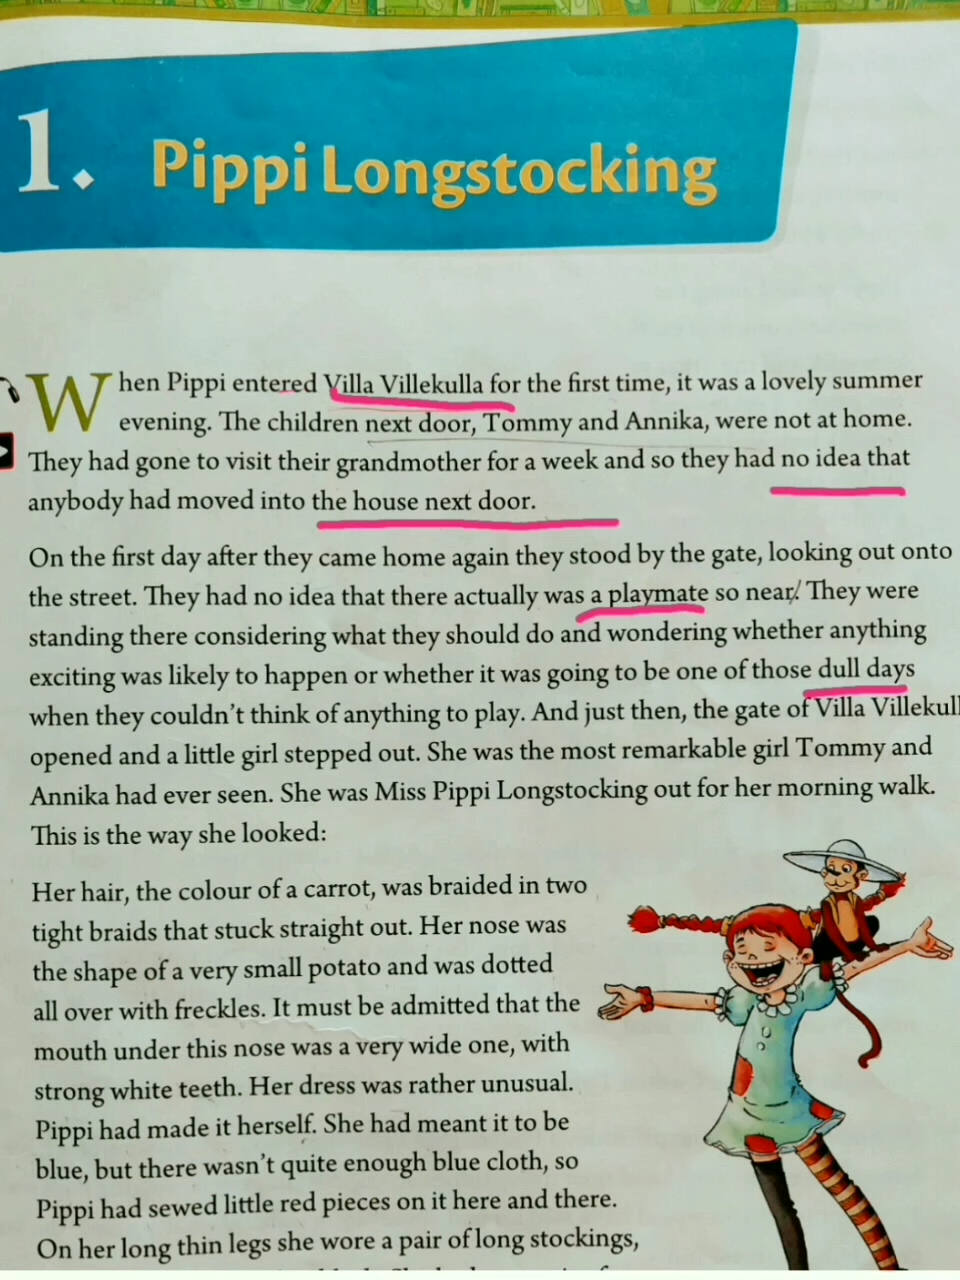 1. Pippi Longstocking
When Pippi entered Villa Villekulla for the first time, it was a lovely summer
evening. The children next door, Tommy and Annika, were not at home.
They had gone to visit their grandmother for a week and so they had no idea that
anybody had moved into the house next door.
On the first day after they came home again they stood by the gate, looking out onto
the street. They had no idea that there actually was a playmate so near! They were
standing there considering what they should do and wondering whether anything
exciting was likely to happen or whether it was going to be one of those dull days
when they couldn't think of anything to play. And just then, the gate of Villa Villekull
opened and a little girl stepped out. She was the most remarkable girl Tommy and
Annika had ever seen. She was Miss Pippi Longstocking out for her morning walk.
This is the way she looked:
Her hair, the colour of a carrot, was braided in two
tight braids that stuck straight out. Her nose was
the shape of a very small potato and was dotted
all over with freckles. It must be admitted that the
mouth under this nose was a very wide one, with
strong white teeth. Her dress was rather unusual.
Pippi had made it herself. She had meant it to be
blue, but there wasn't quite enough blue cloth, so
Pippi had sewed little red pieces on it here and there.
On her long thin legs she wore a pair of long stockings,